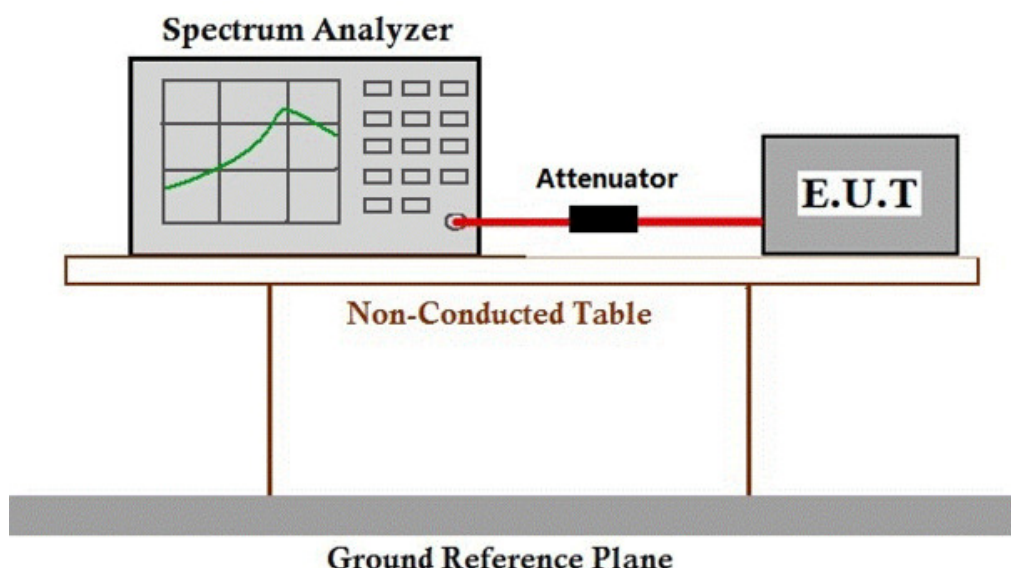 Spectrum Analyzer
Attenuator
E.U.T
Non-Conducted Table
Ground Reference Plane